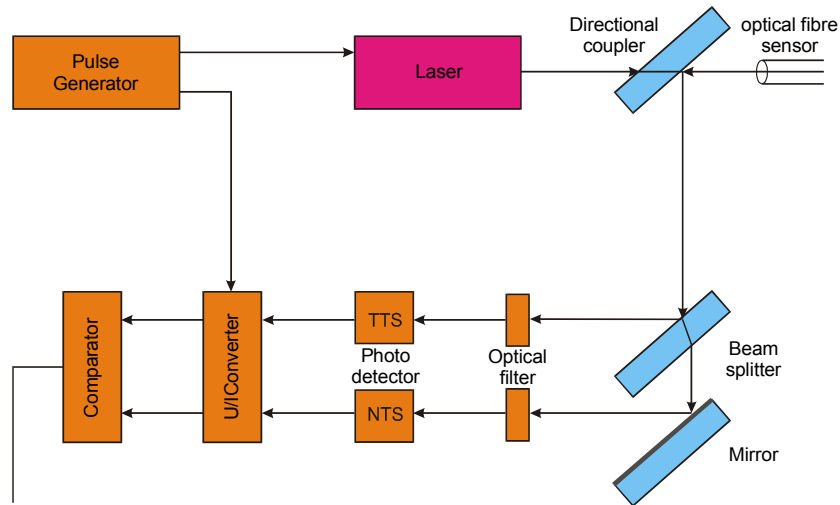 Pulse
Generator
Laser
Directional
coupler
optical fibre
sensor
Comparator
U/IConverter
TTS
Photo
detector
NTS
Optical
filter
Beam
splitter
Mirror